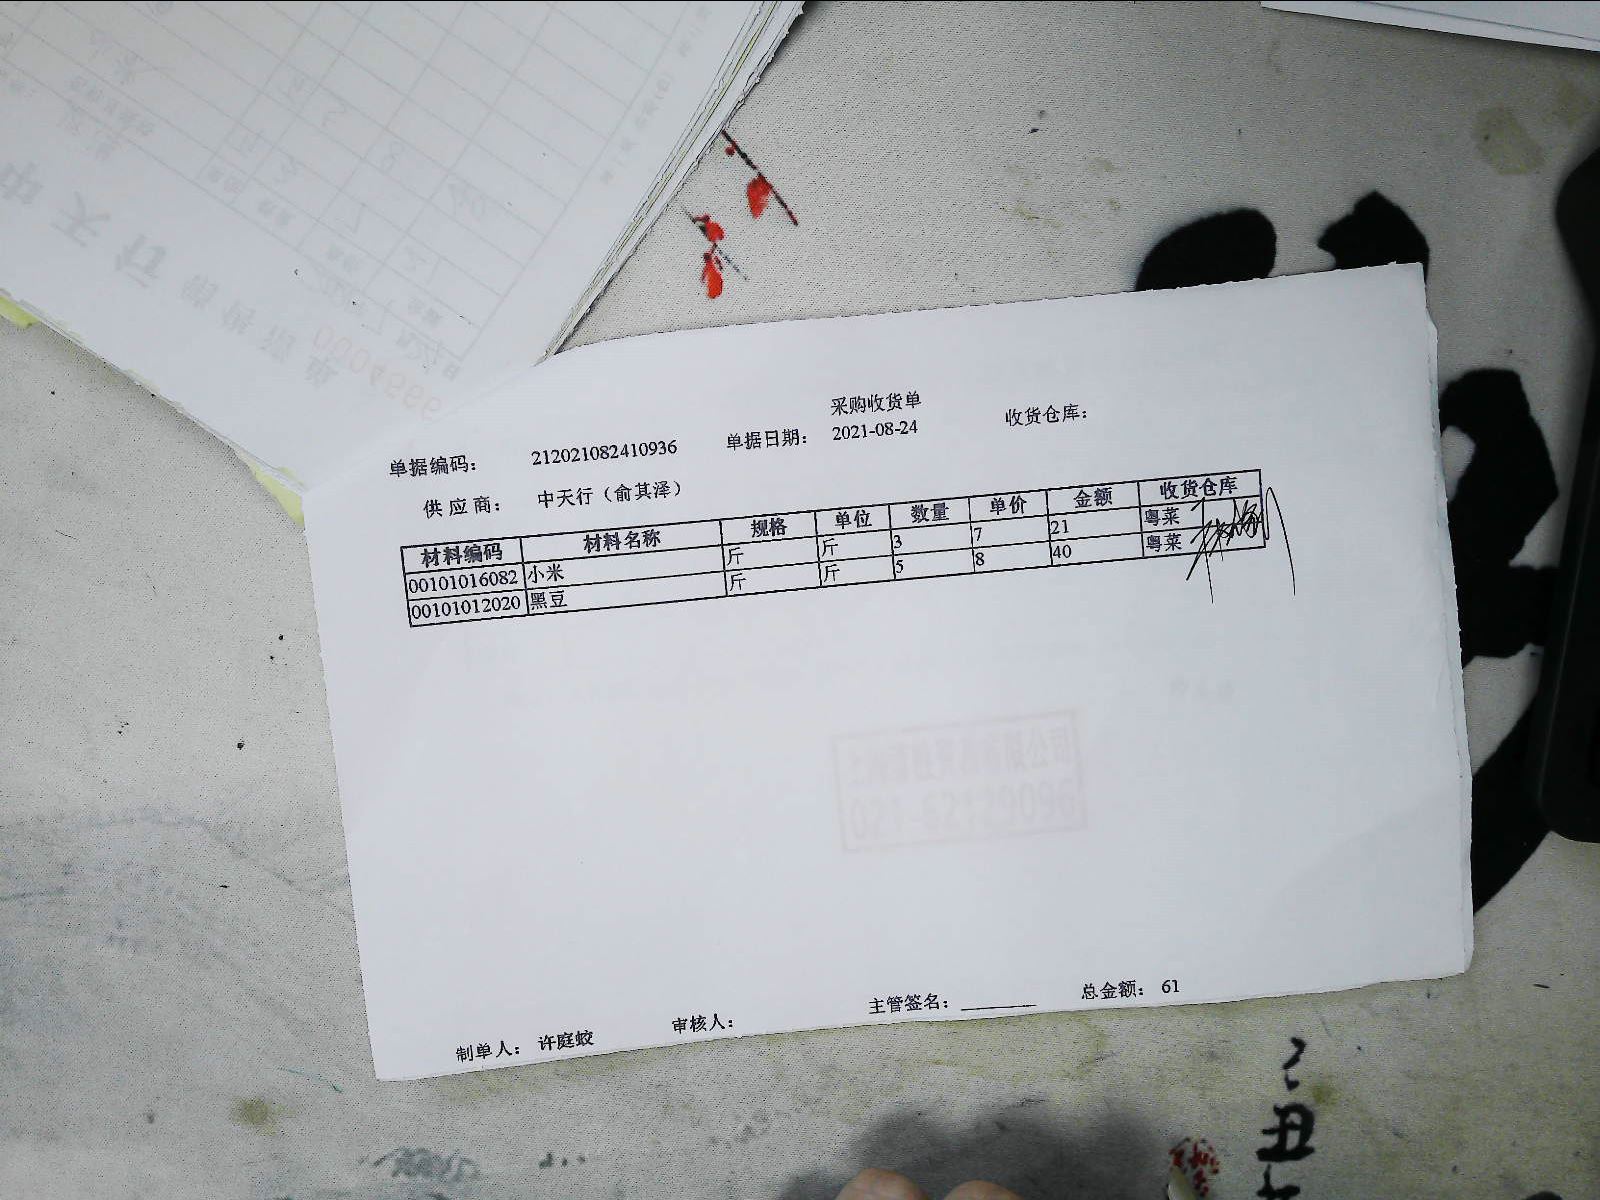 采购收货单
单据编码： 212021082410936 单据日期： 2021-08-24 收货仓库：
供应商： 中天行（俞其泽）
材料编码 材料名称 规格 单位 数量 单价 金额 收货仓库
00101016082 小米 斤 斤 3 7 21 粤菜
00101012020 黑豆 斤 斤 5 8 40 粤菜
021-62129096
制单人： 许庭蛟 审核人： 主管签名： 总金额： 61
0004566
丑